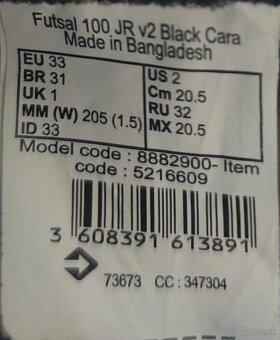 Futsal 100 JR v2 Black Cara
Made in Bangladesh
EU 33
BR 31
UK 1
MM (W) 205 (1.5)
ID 33
US 2
Cm 20.5
RU 32
MX 20.5
Model code : 8882900- Item
code : 5216609
3 608391 613891
73673 CC : 347304